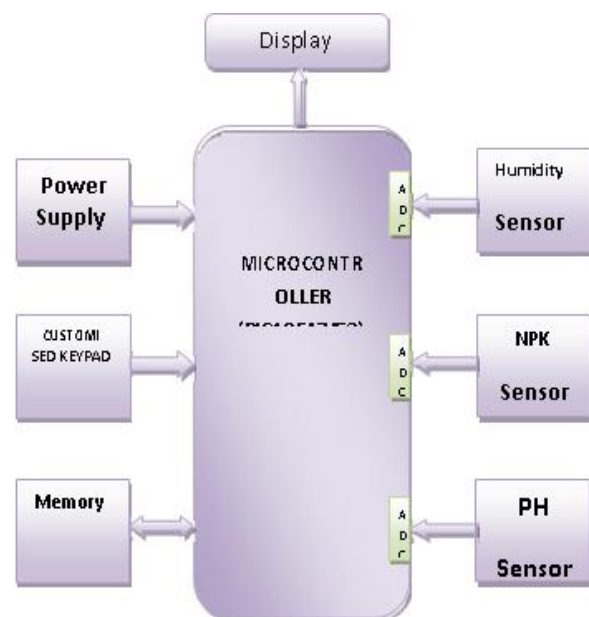 Display
Power
Supply
A
D
C
Humidity
Sensor
MICROCONTR
OLLER
CUSTOMI
SED KEYPAD
A
D
C
NPK
Sensor
Memory
A
D
C
PH
Sensor